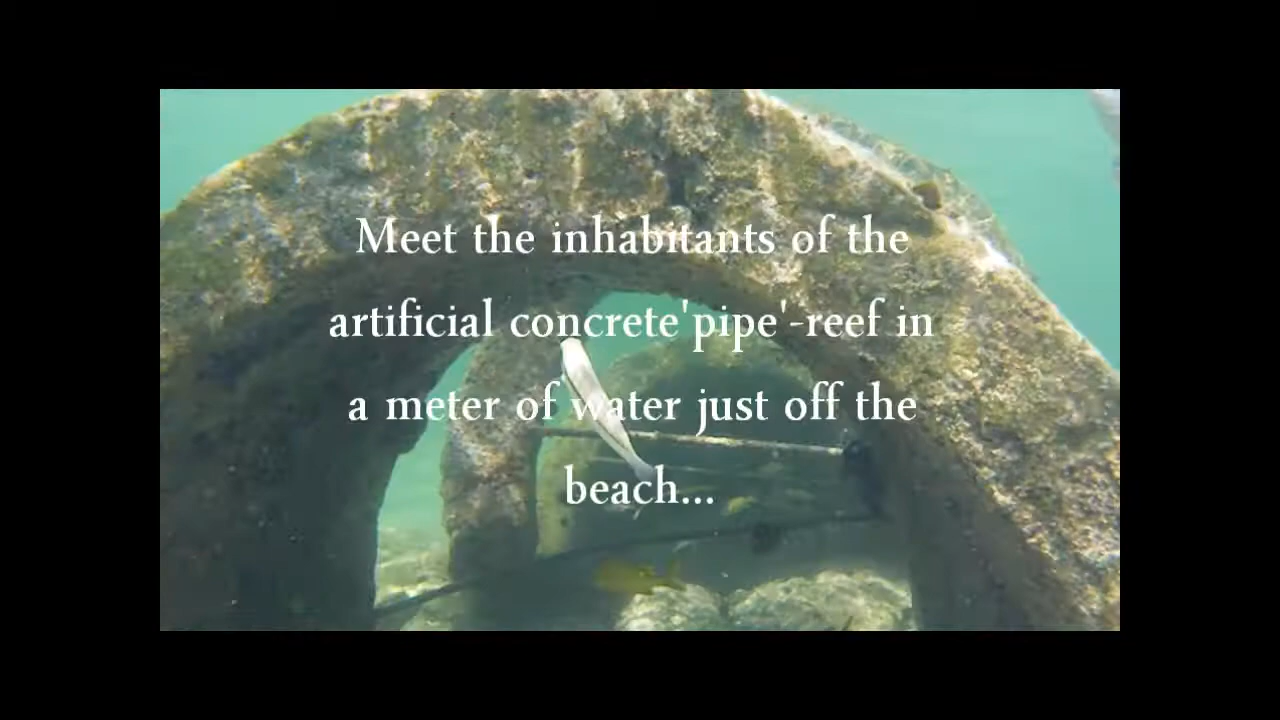 Meet the inhabitants of the
artificial concrete'pipe'-reef in
a meter of water just off the
beach...